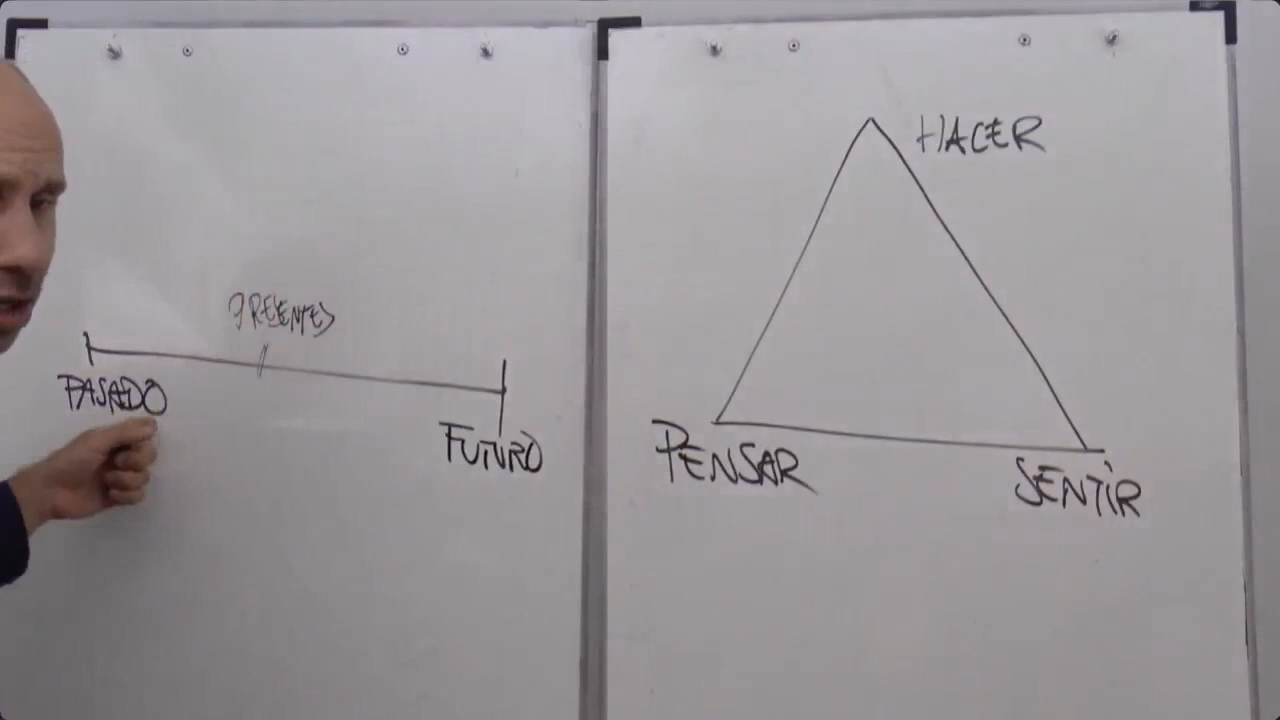 PRESENTES
PASADO
FUTURO
HACER
PENSAR
SENTIR